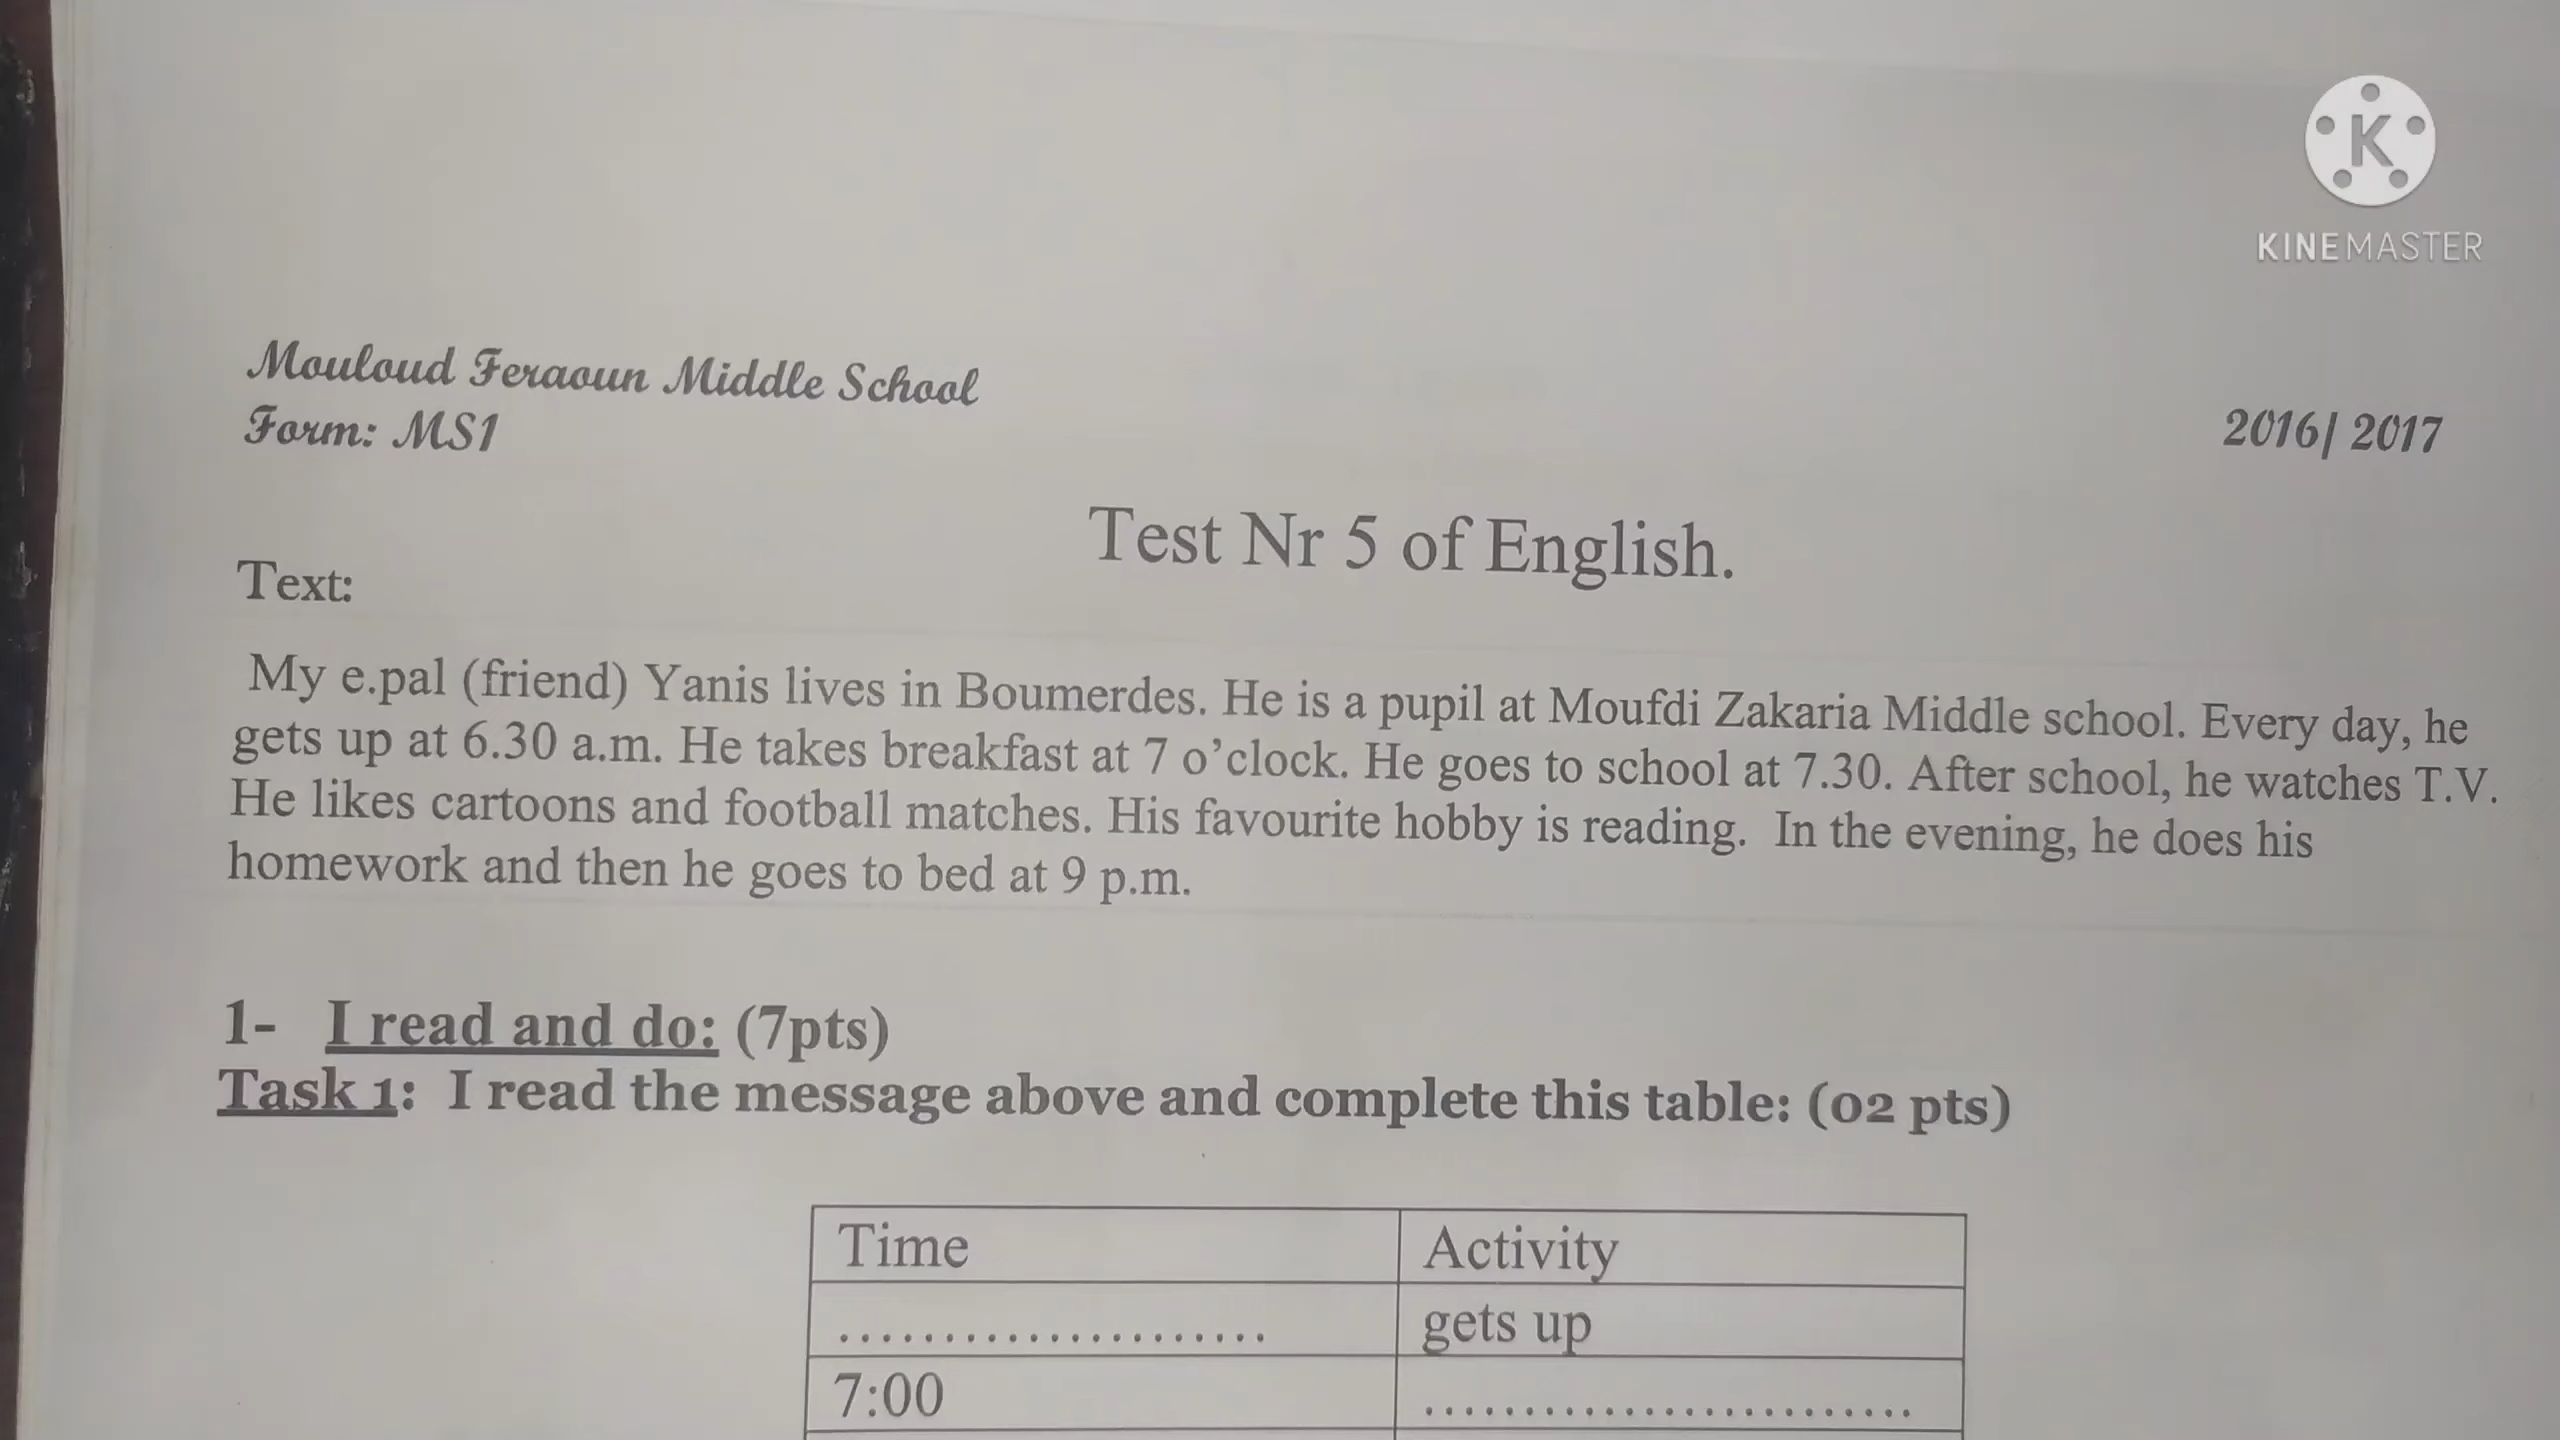 K
KINEMASTER
Mouloud Feraoun Middle School
Form: MS1
2016/ 2017
Test Nr 5 of English.
Text:
My e.pal (friend) Yanis lives in Boumerdes. He is a pupil at Moufdi Zakaria Middle school. Every day, he
gets up at 6.30 a.m. He takes breakfast at 7 o’clock. He goes to school at 7.30. After school, he watches T.V.
He likes cartoons and football matches. His favourite hobby is reading. In the evening, he does his
homework and then he goes to bed at 9 p.m.
1- I read and do: (7pts)
Task 1: I read the message above and complete this table: (02 pts)
Time Activity
...................... gets up
7:00 .........................